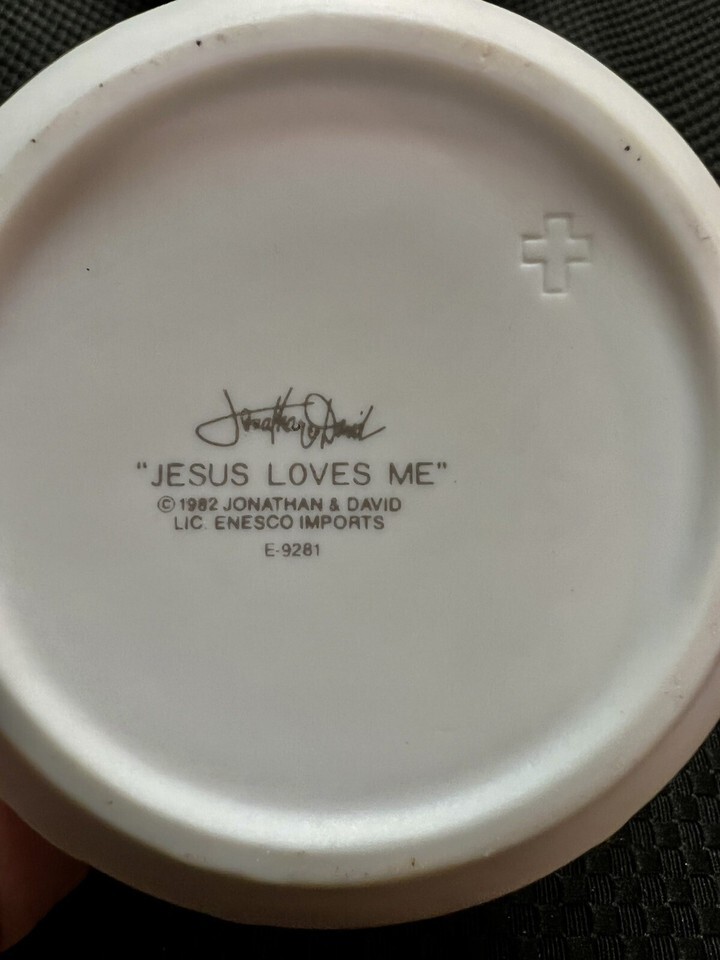 Jonathan & David
"JESUS LOVES ME"
© 1982 JONATHAN & DAVID
LIC. ENESCO IMPORTS
E-9281